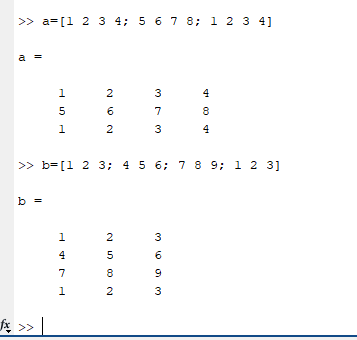 >> a=[1 2 3 4; 5 6 7 8; 1 2 3 4]
a =
1 2 3 4
5 6 7 8
1 2 3 4
>> b=[1 2 3; 4 5 6; 7 8 9; 1 2 3]
b =
1 2 3
4 5 6
7 8 9
1 2 3
fx >>